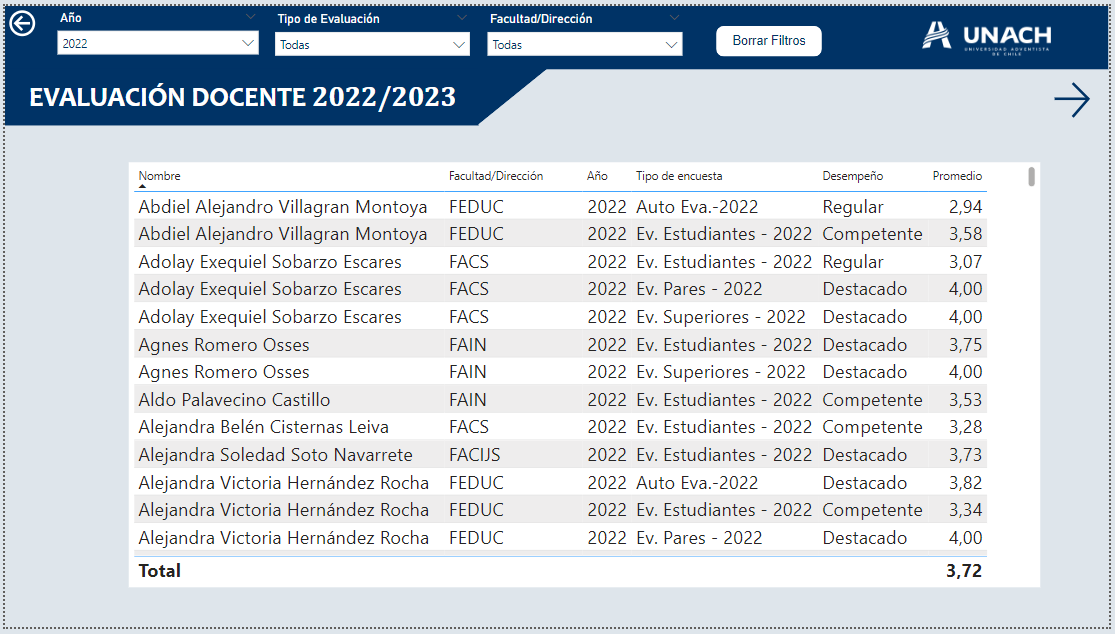 Año
Tipo de Evaluación
Facultad/Dirección
2022
Todas
Todas
Borrar Filtros
UNACH
UNIVERSIDAD ADVENTISTA
DE CHILE
EVALUACIÓN DOCENTE 2022/2023
Nombre Facultad/Dirección Año Tipo de encuesta Desempeño Promedio
Abdiel Alejandro Villagran Montoya FEDUC 2022 Auto Eva.-2022 Regular 2,94
Abdiel Alejandro Villagran Montoya FEDUC 2022 Ev. Estudiantes - 2022 Competente 3,58
Adolay Exequiel Sobarzo Escares FACS 2022 Ev. Estudiantes - 2022 Regular 3,07
Adolay Exequiel Sobarzo Escares FACS 2022 Ev. Pares - 2022 Destacado 4,00
Adolay Exequiel Sobarzo Escares FACS 2022 Ev. Superiores - 2022 Destacado 4,00
Agnes Romero Osses FAIN 2022 Ev. Estudiantes - 2022 Destacado 3,75
Agnes Romero Osses FAIN 2022 Ev. Superiores - 2022 Destacado 4,00
Aldo Palavecino Castillo FAIN 2022 Ev. Estudiantes - 2022 Competente 3,53
Alejandra Belén Cisternas Leiva FACS 2022 Ev. Estudiantes - 2022 Competente 3,28
Alejandra Soledad Soto Navarrete FACIJS 2022 Ev. Estudiantes - 2022 Destacado 3,73
Alejandra Victoria Hernández Rocha FEDUC 2022 Auto Eva.-2022 Destacado 3,82
Alejandra Victoria Hernández Rocha FEDUC 2022 Ev. Estudiantes - 2022 Competente 3,34
Alejandra Victoria Hernández Rocha FEDUC 2022 Ev. Pares - 2022 Destacado 4,00
Total 3,72